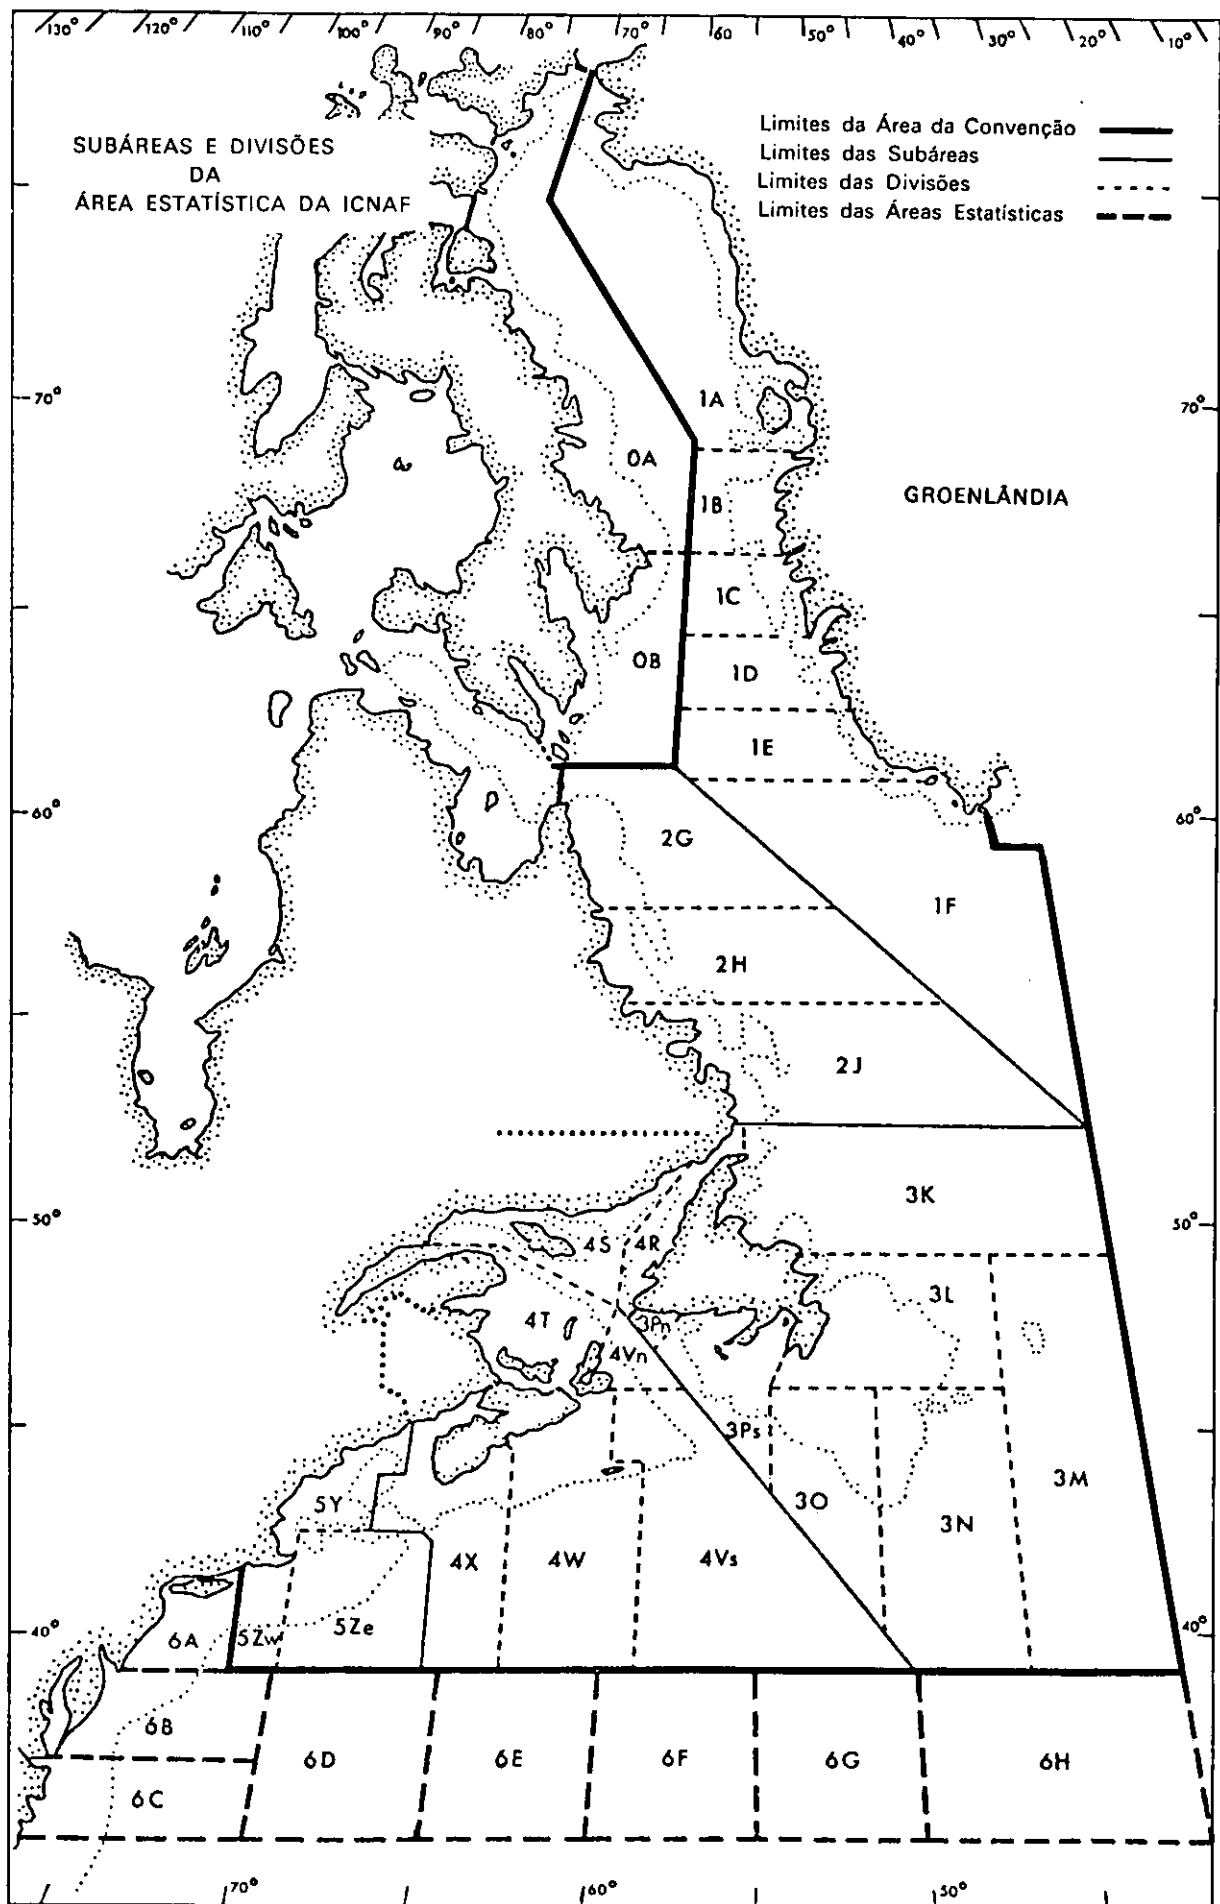 130° 120° 110° 100° 90° 80° 70° 60 50° 40° 30° 20° 10°
SUBÁREAS E DIVISÕES
DA
ÁREA ESTATÍSTICA DA ICNAF
Limites da Área da Convenção
Limites das Subáreas
Limites das Divisões
Limites das Áreas Estatísticas
70° 1A 70°
0A
1B GROENLÂNDIA
1C
0B 1D
1E
60° 60°
2G
1F
2H
2J
3K
50° 50°
4S 4R
3L
4T 3Pn
4Vn
3Ps
3M
5Y 3O
3N
4X 4W 4Vs
40° 6A 5Zw 5Ze 40°
6B
6D 6E 6F 6G 6H
6C
70° 60° 50°